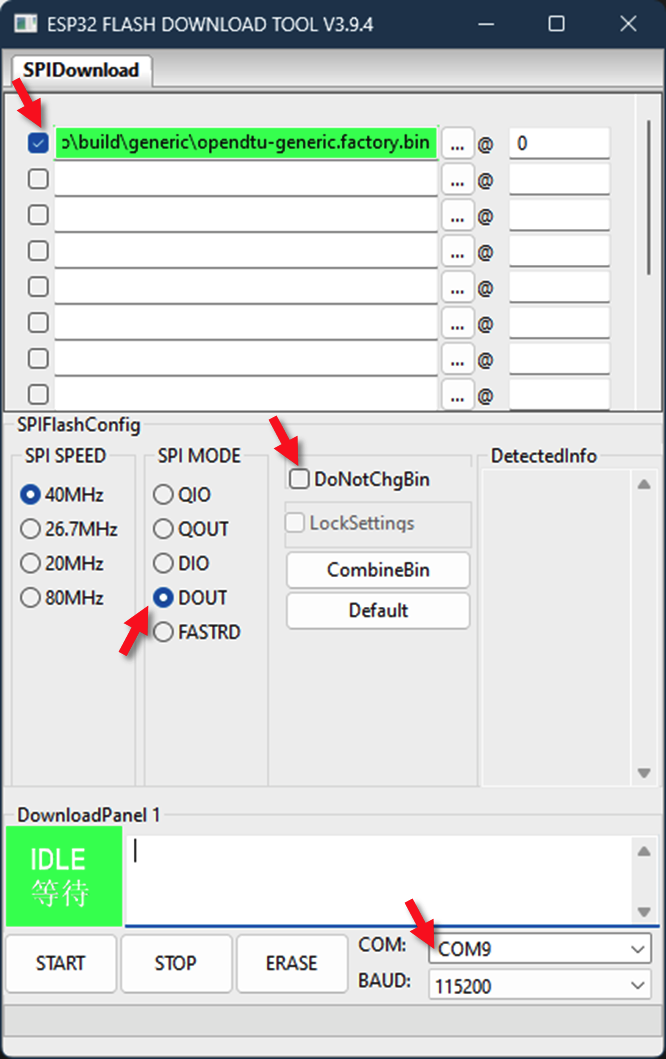 ESP32 FLASH DOWNLOAD TOOL V3.9.4
SPIDownload
ɔ\build\generic\opendtu-generic.factory.bin ... @ 0
... @
... @
... @
... @
... @
... @
... @
SPIFlashConfig
SPI SPEED
40MHz
26.7MHz
20MHz
80MHz
SPI MODE
QIO
QOUT
DIO
DOUT
FASTRD
DoNotChgBin
LockSettings
CombineBin
Default
DetectedInfo
DownloadPanel 1
IDLE
等待
START STOP ERASE
COM: COM9
BAUD: 115200